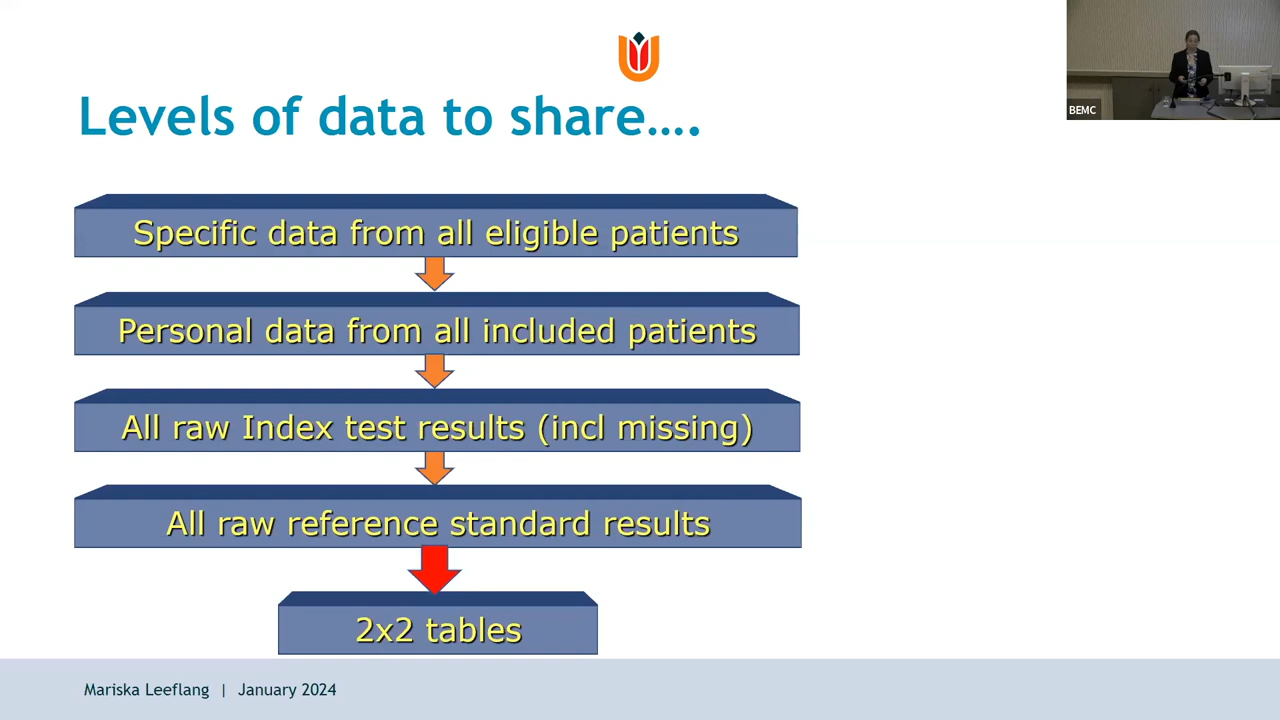 BEMC
Levels of data to share....
Specific data from all eligible patients
Personal data from all included patients
All raw Index test results (incl missing)
All raw reference standard results
2x2 tables
Mariska Leeflang | January 2024